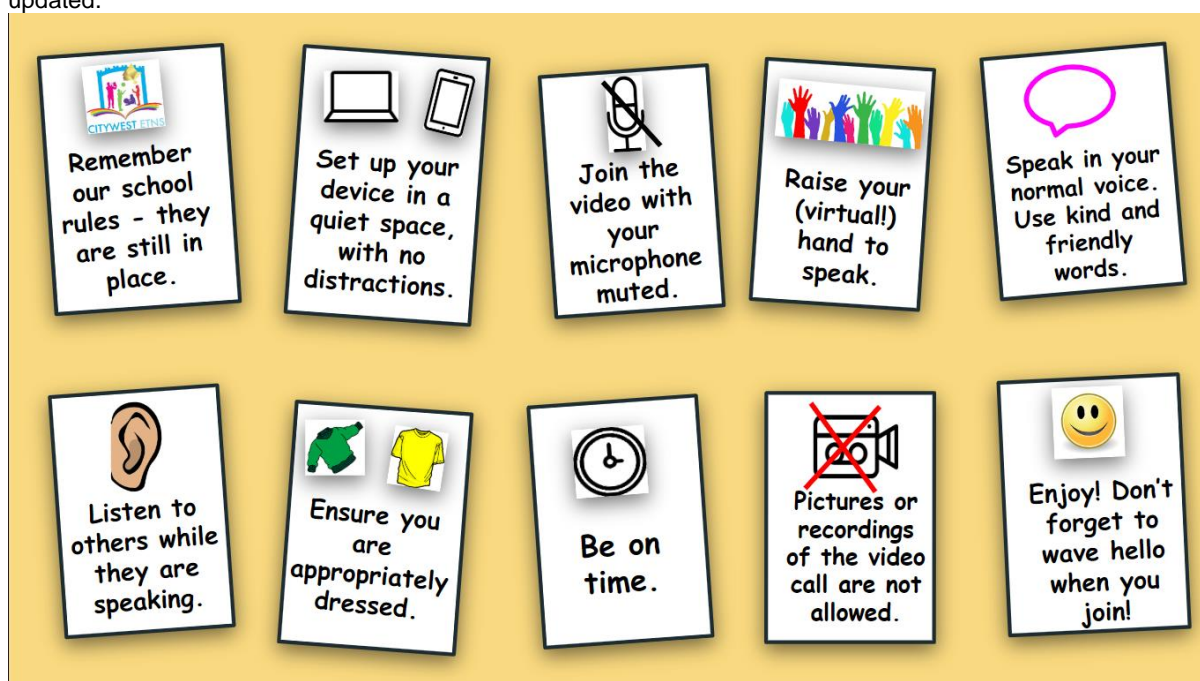 updated.
CITYWEST ETNS
Remember
our school
rules - they
are still in
place.
Set up your
device in a
quiet space,
with no
distractions.
Join the
video with
your
microphone
muted.
Raise your
(virtual!)
hand to
speak.
Speak in your
normal voice.
Use kind and
friendly
words.
Listen to
others while
they are
speaking.
Ensure you
are
appropriately
dressed.
Be on
time.
Pictures or
recordings
of the video
call are not
allowed.
Enjoy! Don't
forget to
wave hello
when you
join!